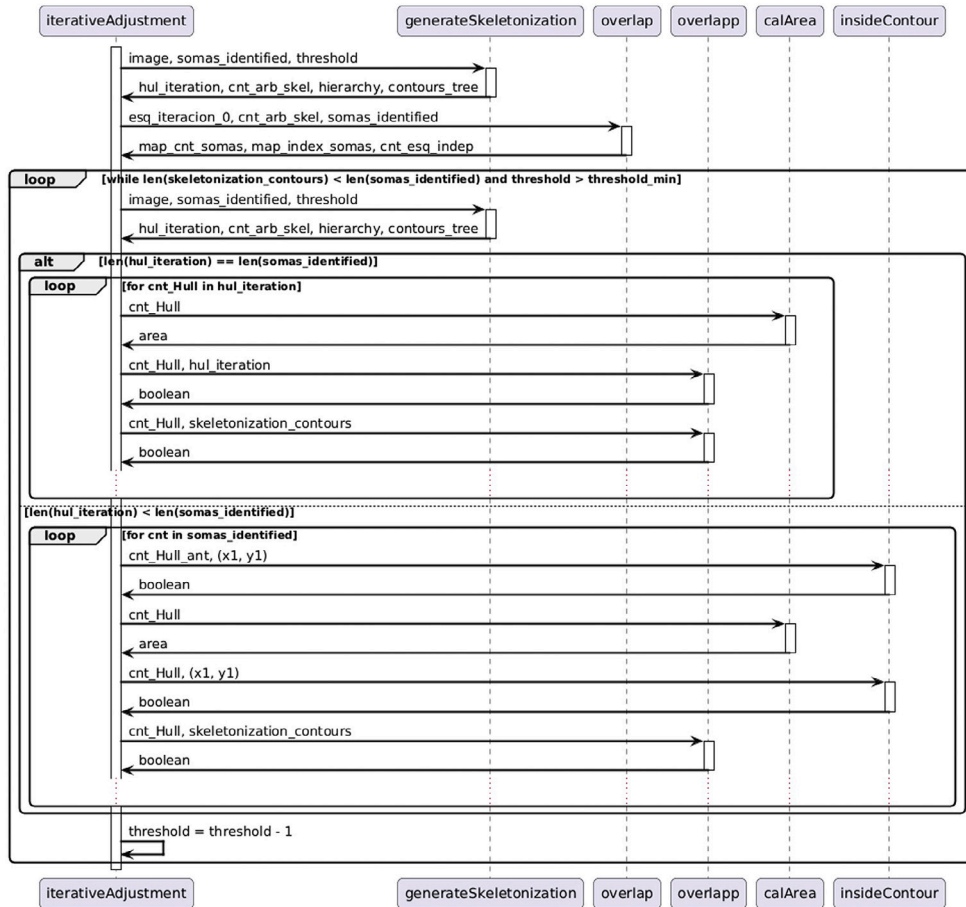 iterativeAdjustment generateSkeletonization overlap overlapp calArea insideContour
image, somas_identified, threshold
hul_iteration, cnt_arb_skel, hierarchy, contours_tree
esq_iteracion_0, cnt_arb_skel, somas_identified
map_cnt_somas, map_index_somas, cnt_esq_indep
loop [while len(skeletonization_contours) < len(somas_identified) and threshold > threshold_min]
image, somas_identified, threshold
hul_iteration, cnt_arb_skel, hierarchy, contours_tree
alt [len(hul_iteration) == len(somas_identified)]
loop [for cnt_Hull in hul_iteration]
cnt_Hull
area
cnt_Hull, hul_iteration
boolean
cnt_Hull, skeletonization_contours
boolean
[len(hul_iteration) < len(somas_identified)]
loop [for cnt in somas_identified]
cnt_Hull_ant, (x1, y1)
boolean
cnt_Hull
area
cnt_Hull, (x1, y1)
boolean
cnt_Hull, skeletonization_contours
boolean
threshold = threshold - 1
iterativeAdjustment generateSkeletonization overlap overlapp calArea insideContour